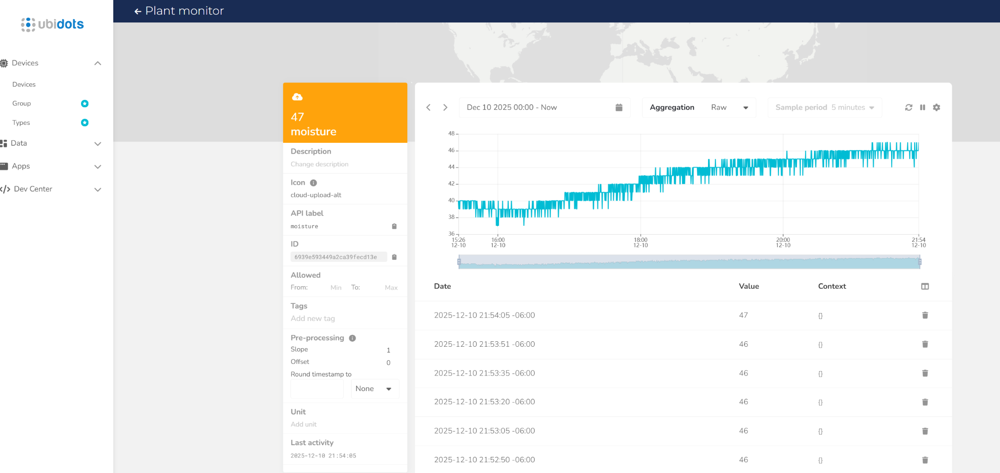 Plant monitor
ubidots
Devices
Devices
Group
Types
Data
Apps
Dev Center
47
moisture
Description
Change description
Icon
cloud-upload-alt
API label
moisture
ID
6939e593449a2ca39fecd13e
Allowed
From: Min To: Max
Tags
Add new tag
Pre-processing
Slope 1
Offset 0
Round timestamp to
None
Unit
Add unit
Last activity
2025-12-10 21:54:05
Dec 10 2025 00:00 - Now
Aggregation Raw
Sample period 5 minutes
48
46
44
42
40
38
36
15:26 16:00 18:00 20:00 21:54
12-10 12-10 12-10 12-10 12-10
Date Value Context
2025-12-10 21:54:05 -06:00 47 {}
2025-12-10 21:53:51 -06:00 46 {}
2025-12-10 21:53:35 -06:00 46 {}
2025-12-10 21:53:20 -06:00 46 {}
2025-12-10 21:53:05 -06:00 46 {}
2025-12-10 21:52:50 -06:00 46 {}